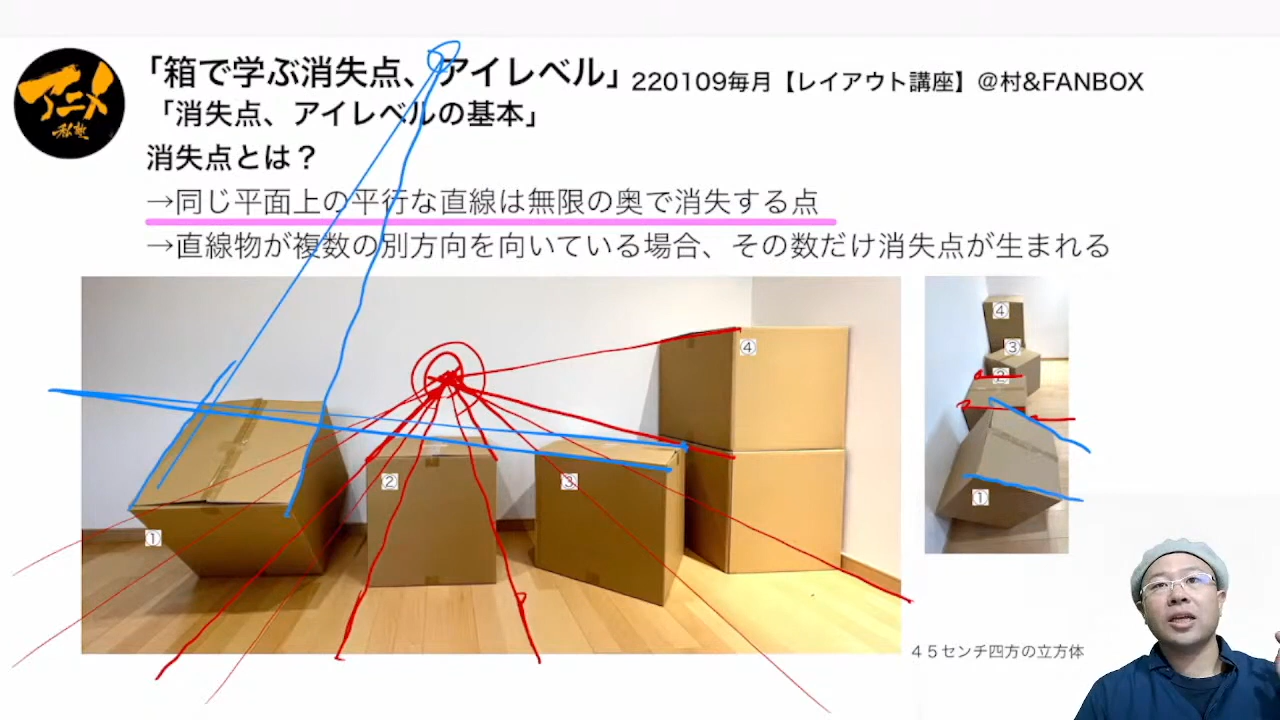 アニメ
私塾
「箱で学ぶ消失点、アイレベル」220109毎月【レイアウト講座】@村&FANBOX
「消失点、アイレベルの基本」
消失点とは？
→同じ平面上の平行な直線は無限の奥で消失する点
→直線物が複数の別方向を向いている場合、その数だけ消失点が生まれる
①
②
③
④
④
③
②
①
４５センチ四方の立方体